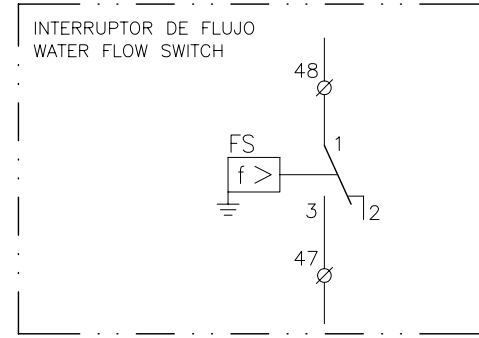 INTERRUPTOR DE FLUJO
WATER FLOW SWITCH
48
1
FS
f >
3
2
47